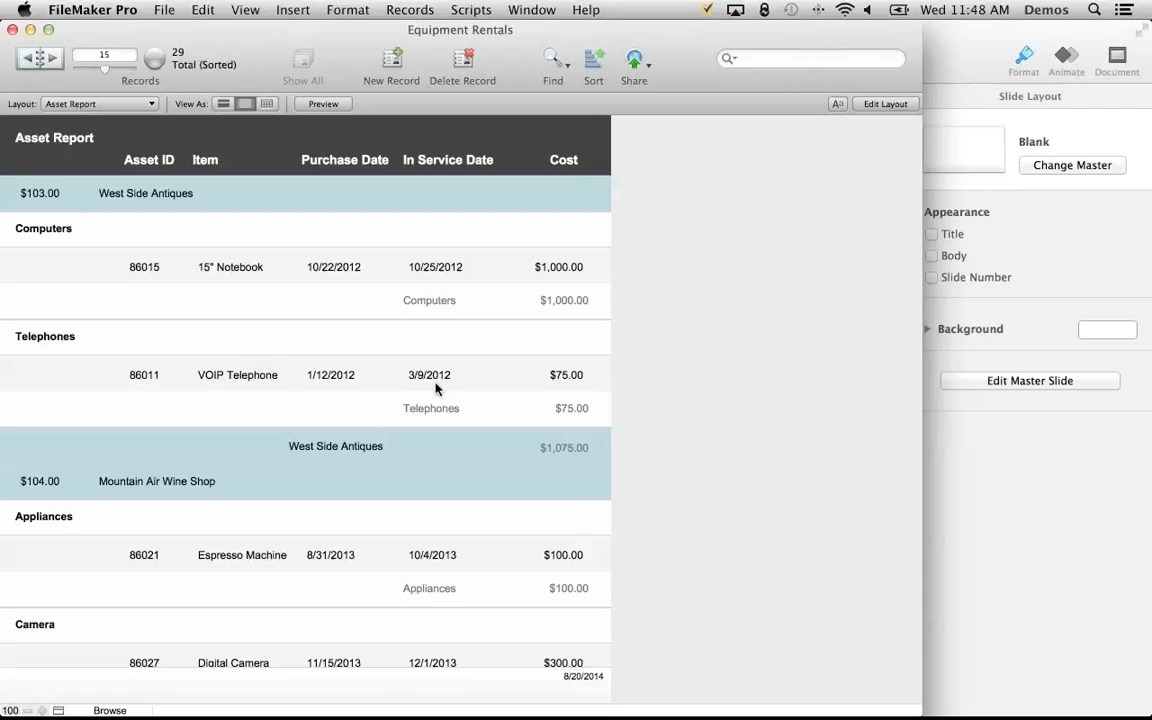 FileMaker Pro File Edit View Insert Format Records Scripts Window Help Wed 11:48 AM Demos
Equipment Rentals
15 29 Total (Sorted)
Records Show All New Record Delete Record Find Sort Share
Format Animate Document
Layout: Asset Report View As: Preview Aa Edit Layout
Slide Layout
Asset Report
Asset ID Item Purchase Date In Service Date Cost
$103.00 West Side Antiques
Computers
86015 15" Notebook 10/22/2012 10/25/2012 $1,000.00
Computers $1,000.00
Telephones
86011 VOIP Telephone 1/12/2012 3/9/2012 $75.00
Telephones $75.00
West Side Antiques $1,075.00
$104.00 Mountain Air Wine Shop
Appliances
86021 Espresso Machine 8/31/2013 10/4/2013 $100.00
Appliances $100.00
Camera
86027 Digital Camera 11/15/2013 12/1/2013 $300.00
8/20/2014
100 Browse
Blank
Change Master
Appearance
Title
Body
Slide Number
Background
Edit Master Slide